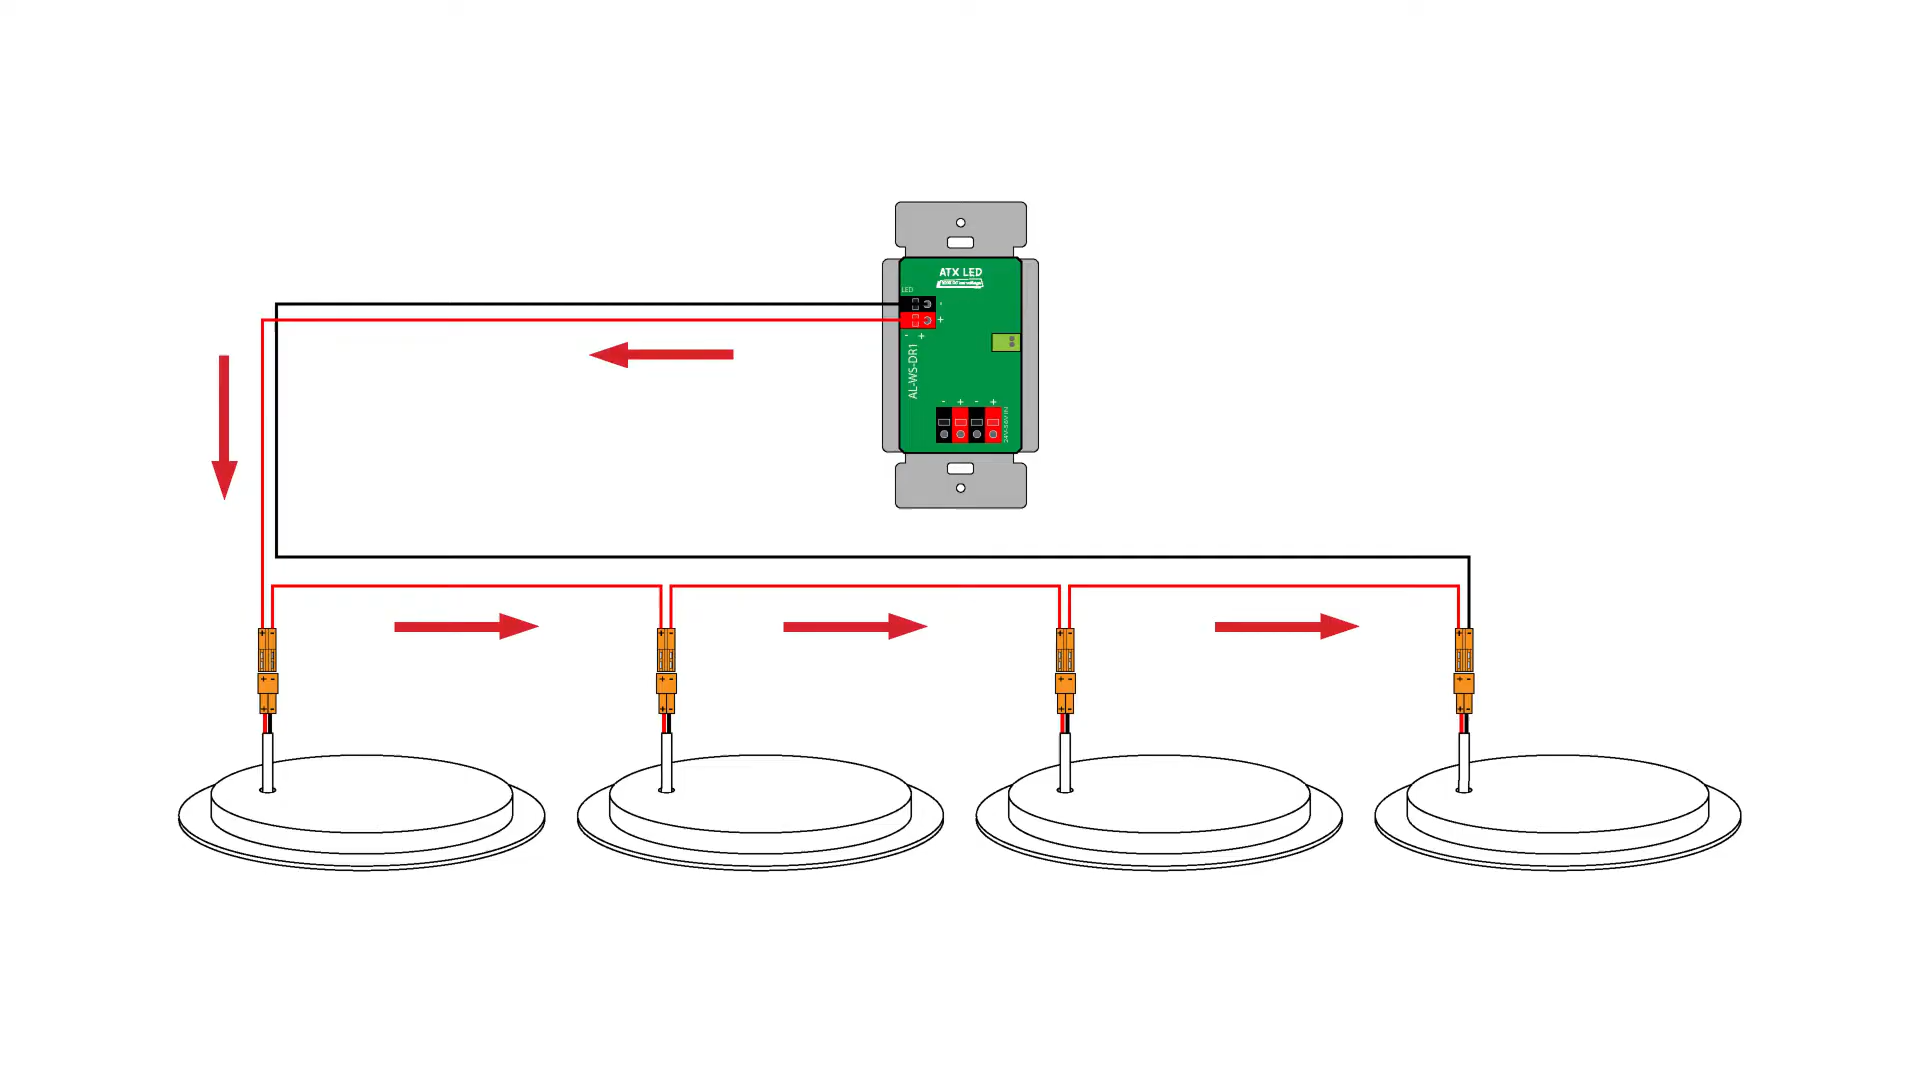 ATX LED
LED
-
+
- +
AL-WS-DR1
- + - +
+ - + - + - + -
+ - + - + - + -
+ - + - + - + -